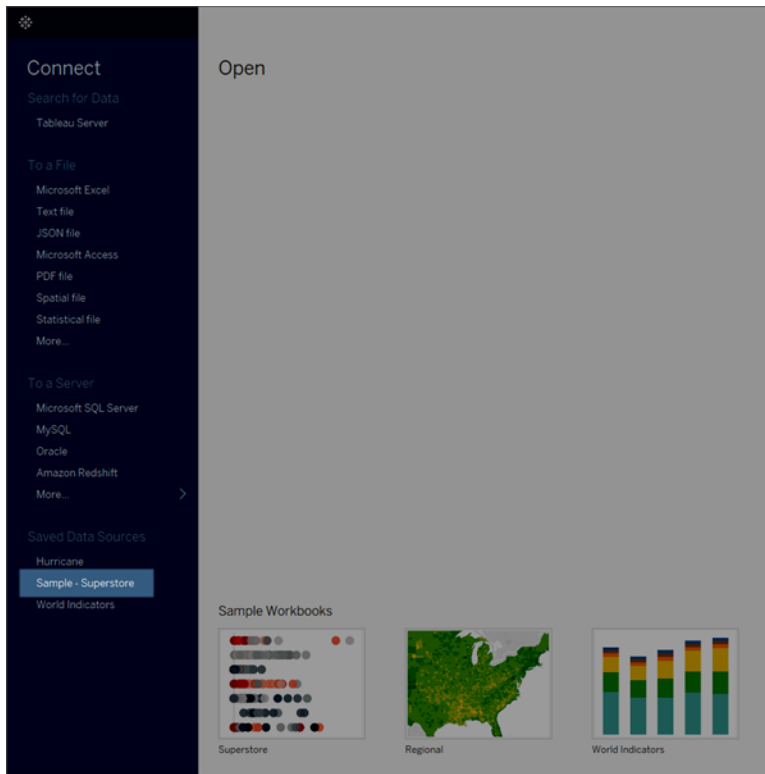 Connect
Search for Data
Tableau Server
To a File
Microsoft Excel
Text file
JSON file
Microsoft Access
PDF file
Spatial file
Statistical file
More...
To a Server
Microsoft SQL Server
MySQL
Oracle
Amazon Redshift
More...
Saved Data Sources
Hurricane
Sample - Superstore
World Indicators
Open
Sample Workbooks
Superstore
Regional
World Indicators